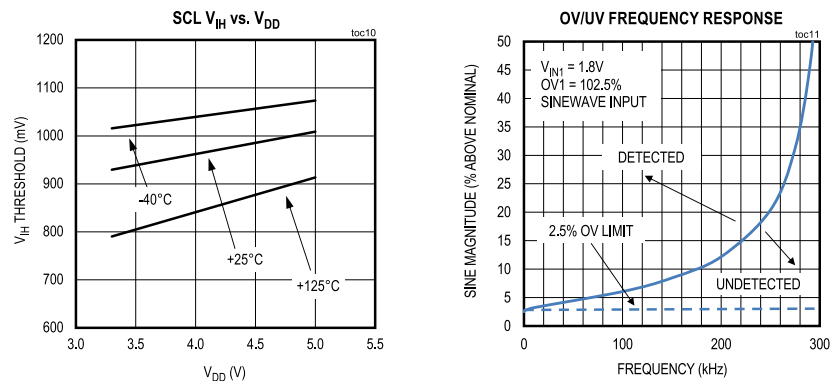 SCL VIH vs. VDD
toc10
1200
1100
1000
900
800
700
600
VIH THRESHOLD (mV)
-40°C
+25°C
+125°C
3.0 3.5 4.0 4.5 5.0 5.5
VDD (V)
OV/UV FREQUENCY RESPONSE
toc11
50
45
40
35
30
25
20
15
10
5
0
SINE MAGNITUDE (% ABOVE NOMINAL)
VIN1 = 1.8V
OV1 = 102.5%
SINEWAVE INPUT
DETECTED
2.5% OV LIMIT
UNDETECTED
0 100 200 300
FREQUENCY (kHz)